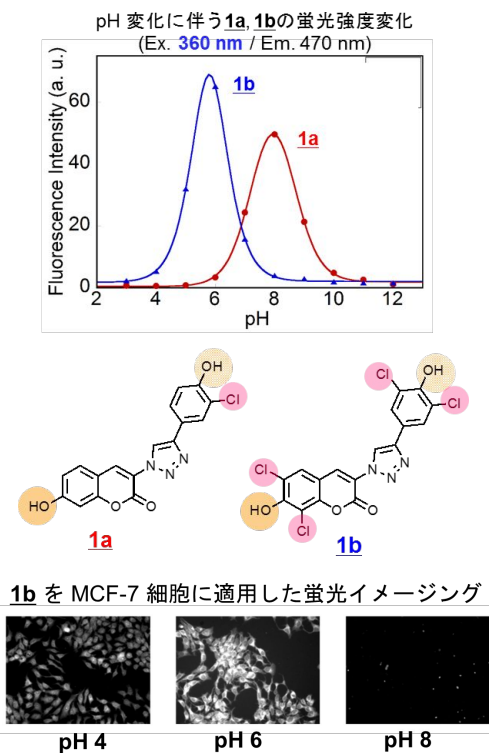 pH 変化に伴う1a, 1bの蛍光強度変化
(Ex. 360 nm / Em. 470 nm)
Fluorescence Intensity (a. u.)
60
40
20
0
1b
1a
2 4 6 8 10 12
pH
OH
Cl
N
N
N
HO
O
O
1a
Cl
OH
Cl
Cl
N
N
N
HO
O
O
Cl
1b
1b を MCF-7 細胞に適用した蛍光イメージング
pH 4 pH 6 pH 8